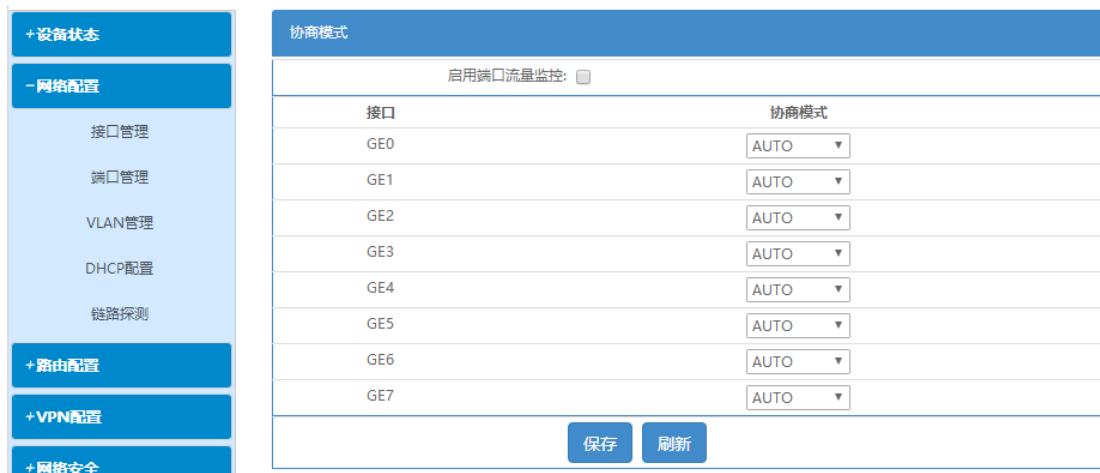 +设备状态
-网络配置
接口管理
端口管理
VLAN管理
DHCP配置
链路探测
+路由配置
+VPN配置
+网络安全
协商模式
启用端口流量监控:
接口 协商模式
GE0 AUTO
GE1 AUTO
GE2 AUTO
GE3 AUTO
GE4 AUTO
GE5 AUTO
GE6 AUTO
GE7 AUTO
保存 刷新